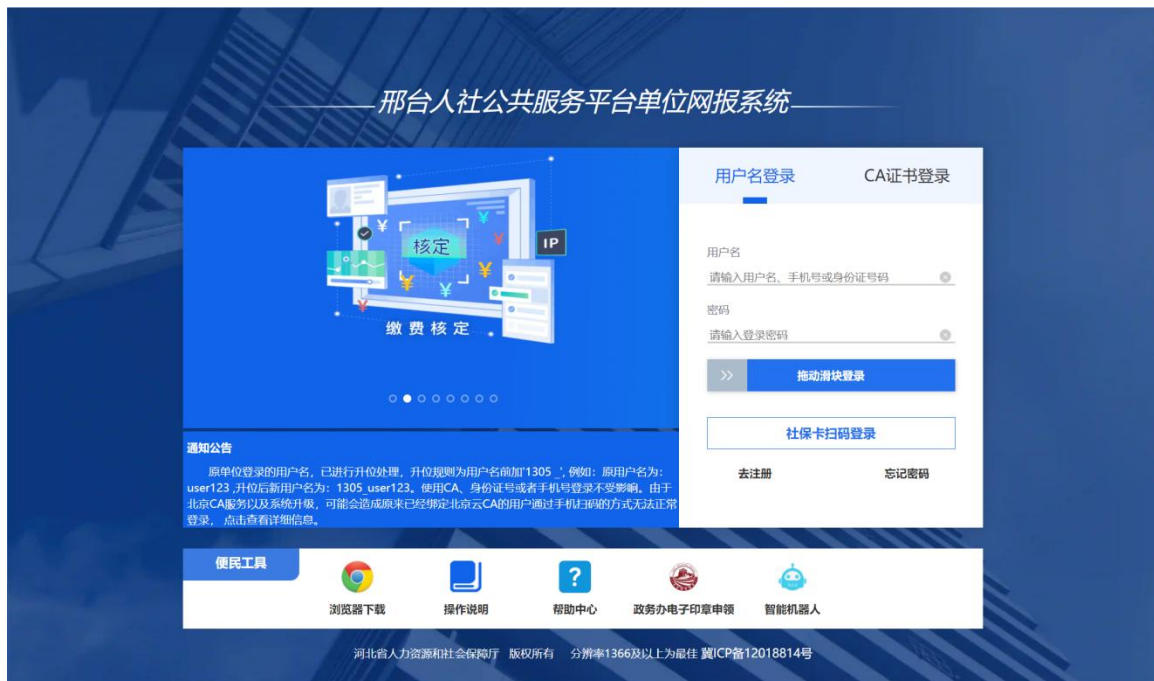 邢台人社公共服务平台单位网报系统
核定
IP
缴费核定
用户名登录 CA证书登录
用户名
请输入用户名、手机号或身份证号码
密码
请输入登录密码
拖动滑块登录
社保卡扫码登录
去注册 忘记密码
通知公告
原单位登录的用户名，已进行升位处理，升位规则为用户名前加'1305 _', 例如：原用户名为：
user123 ,升位后新用户名为：1305_user123。使用CA、身份证号或者手机号登录不受影响。由于
北京CA服务以及系统升级，可能会造成原来已经绑定北京云CA的用户通过手机扫码的方式无法正常
登录， 点击查看详细信息。
便民工具
浏览器下载 操作说明 帮助中心 政务办电子印章申领 智能机器人
河北省人力资源和社会保障厅 版权所有 分辨率1366及以上为最佳 冀ICP备12018814号